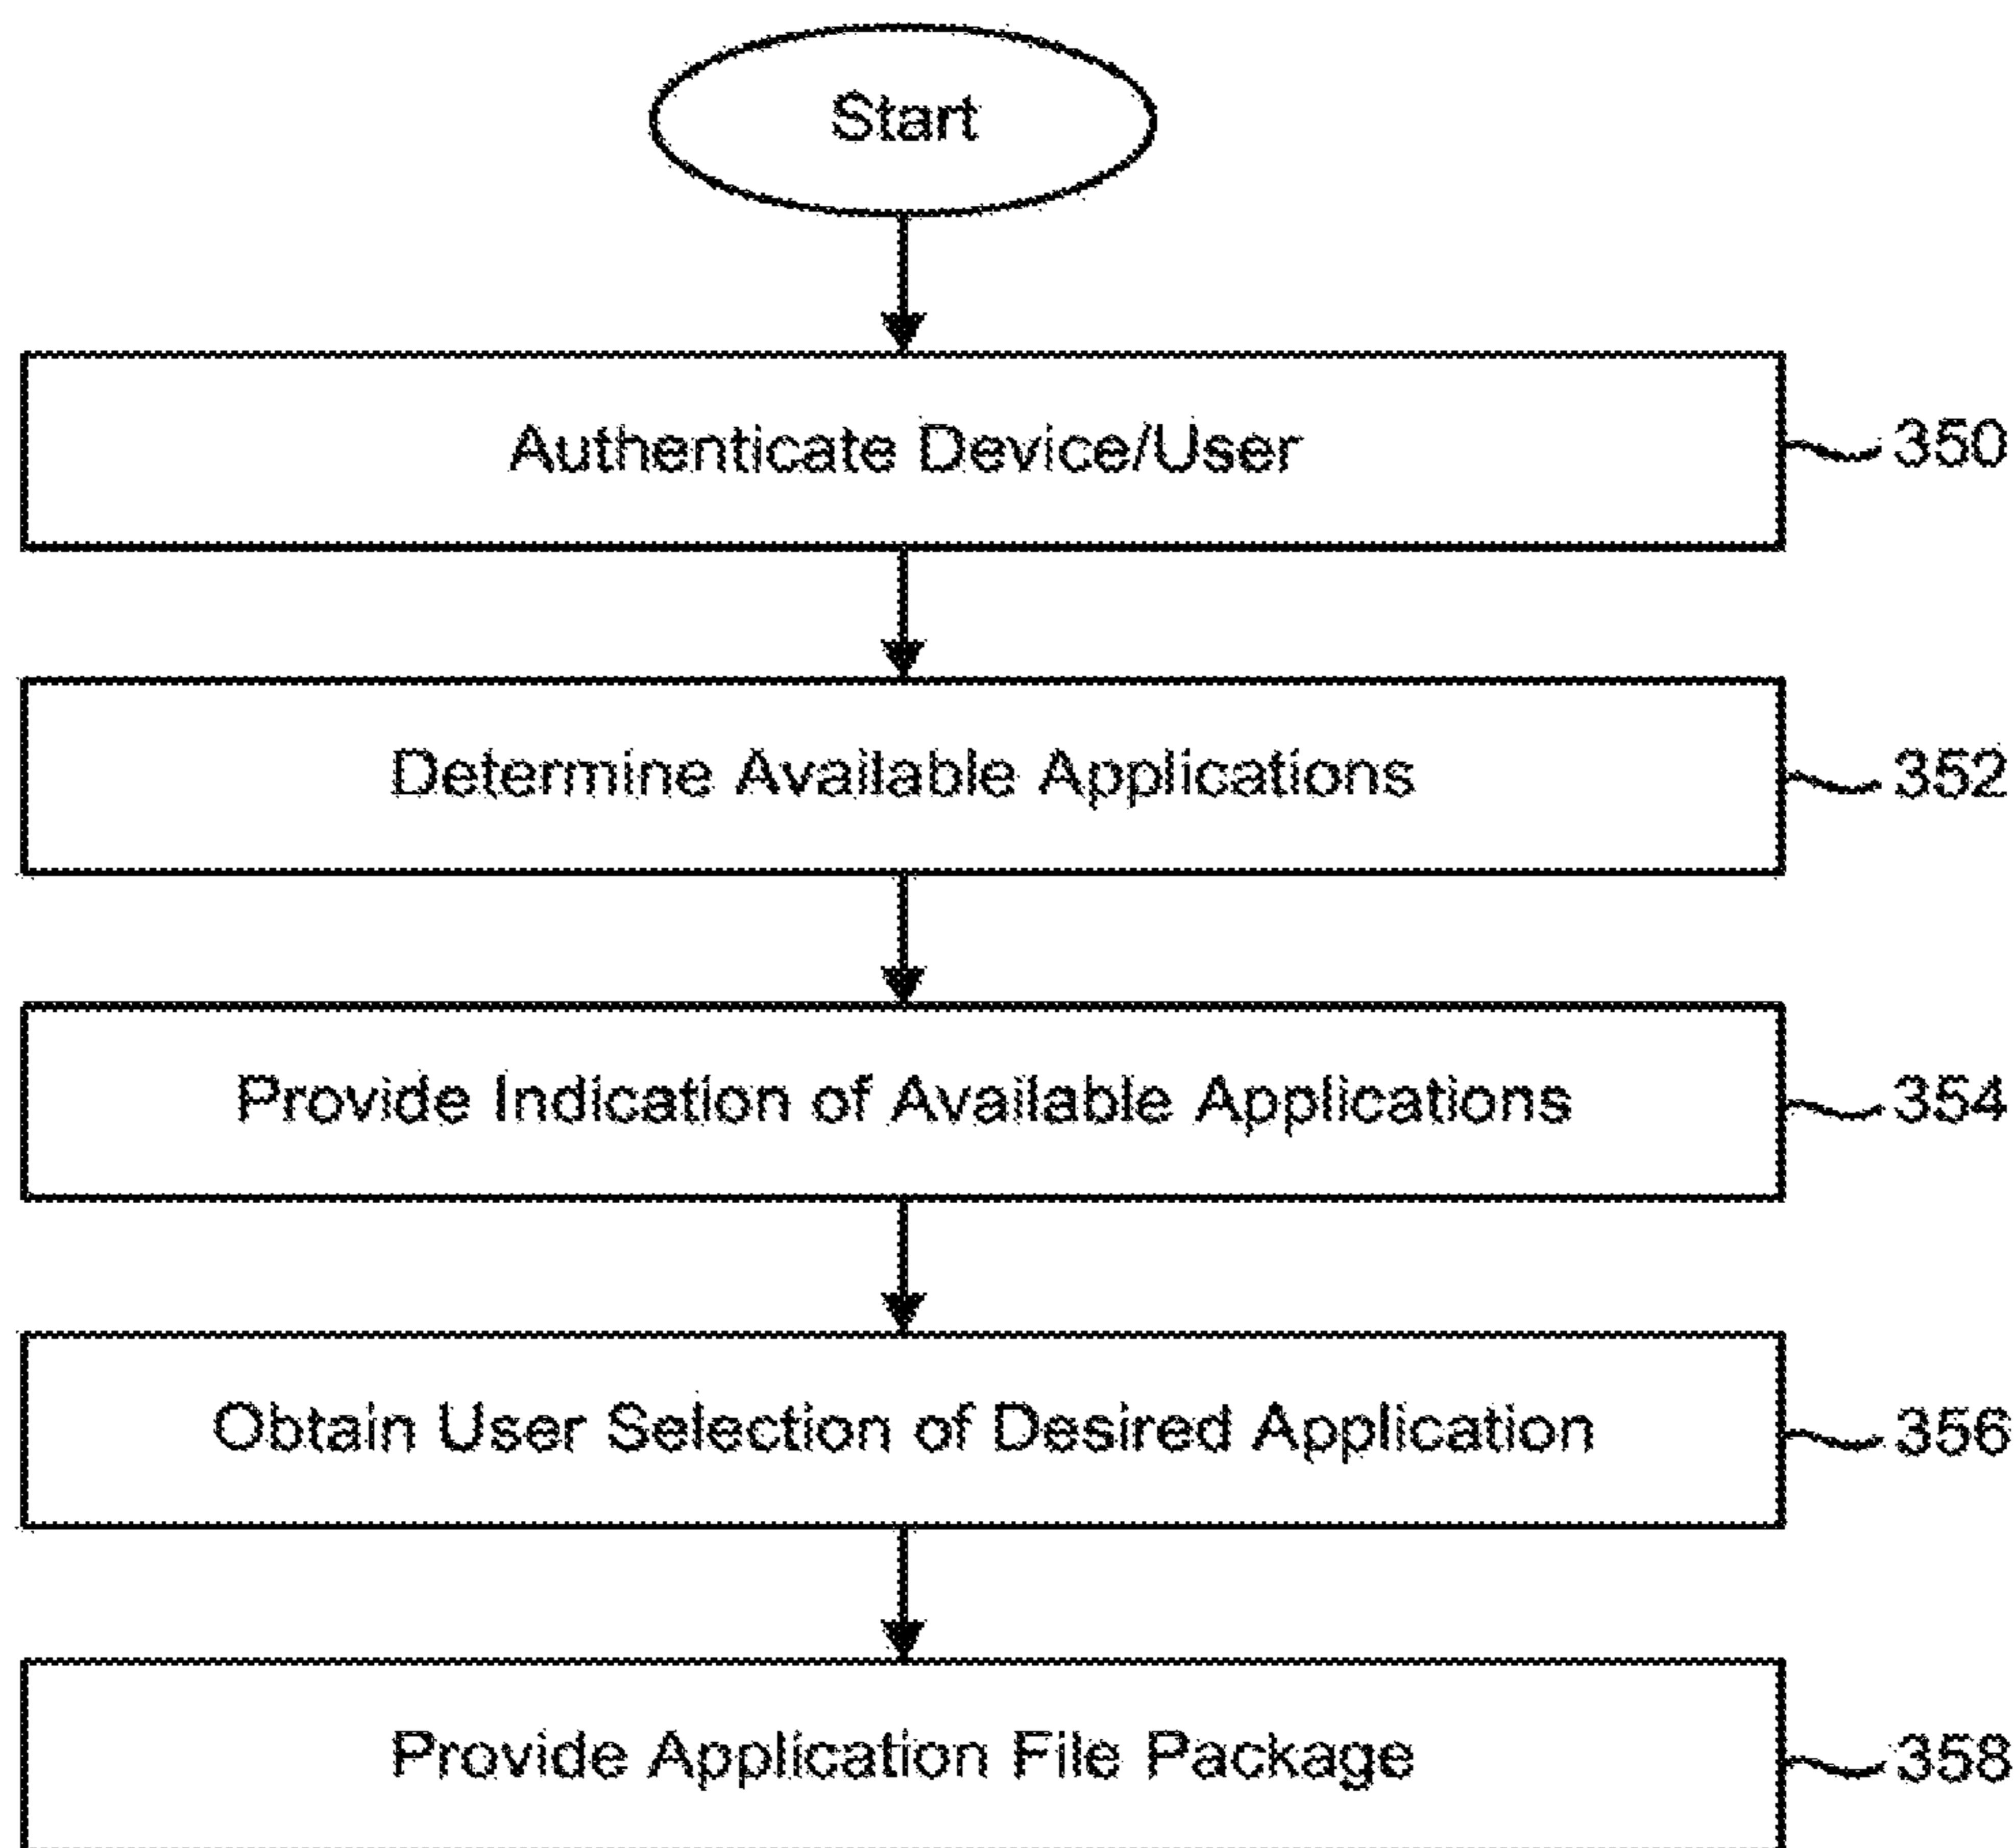 Start
Authenticate Device/User
350
Determine Available Applications
352
Provide Indication of Available Applications
354
Obtain User Selection of Desired Application
356
Provide Application File Package
358